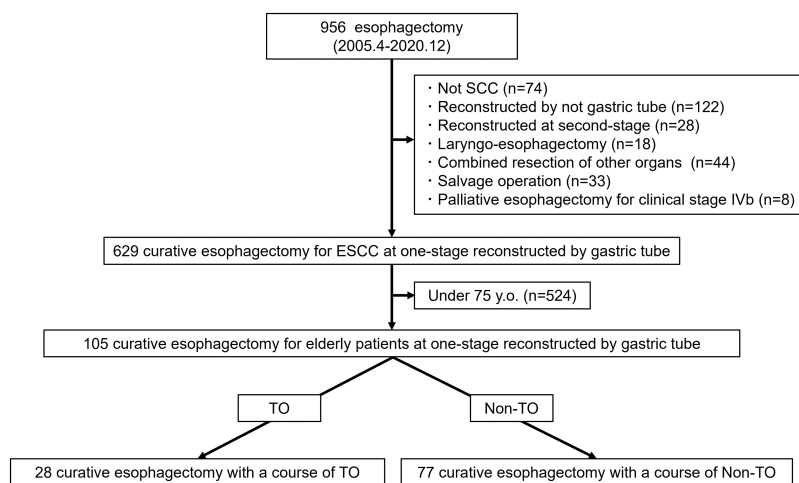 956 esophagectomy
(2005.4-2020.12)
・Not SCC (n=74)
・Reconstructed by not gastric tube (n=122)
・Reconstructed at second-stage (n=28)
・Laryngo-esophagectomy (n=18)
・Combined resection of other organs (n=44)
・Salvage operation (n=33)
・Palliative esophagectomy for clinical stage IVb (n=8)
629 curative esophagectomy for ESCC at one-stage reconstructed by gastric tube
Under 75 y.o. (n=524)
105 curative esophagectomy for elderly patients at one-stage reconstructed by gastric tube
TO
Non-TO
28 curative esophagectomy with a course of TO
77 curative esophagectomy with a course of Non-TO